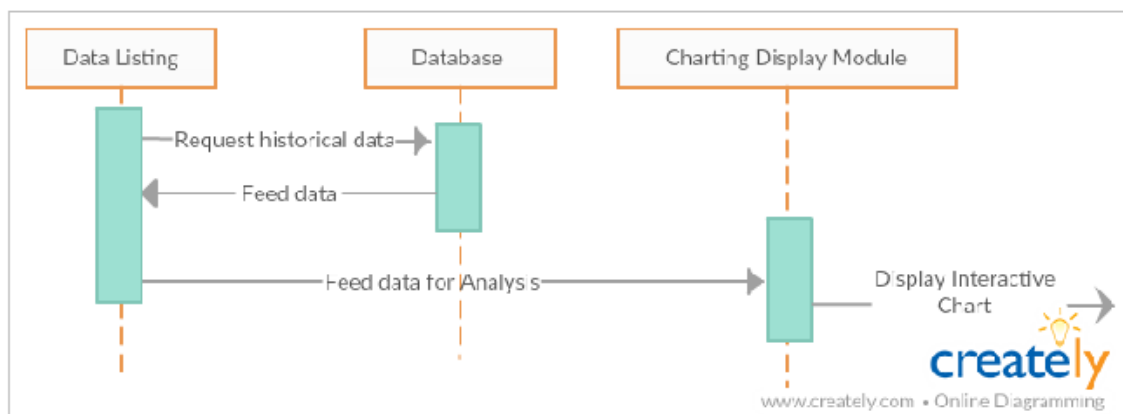 Data Listing
Database
Charting Display Module
Request historical data
Feed data
Feed data for Analysis
Display Interactive
Chart
creately
www.creately.com • Online Diagramming